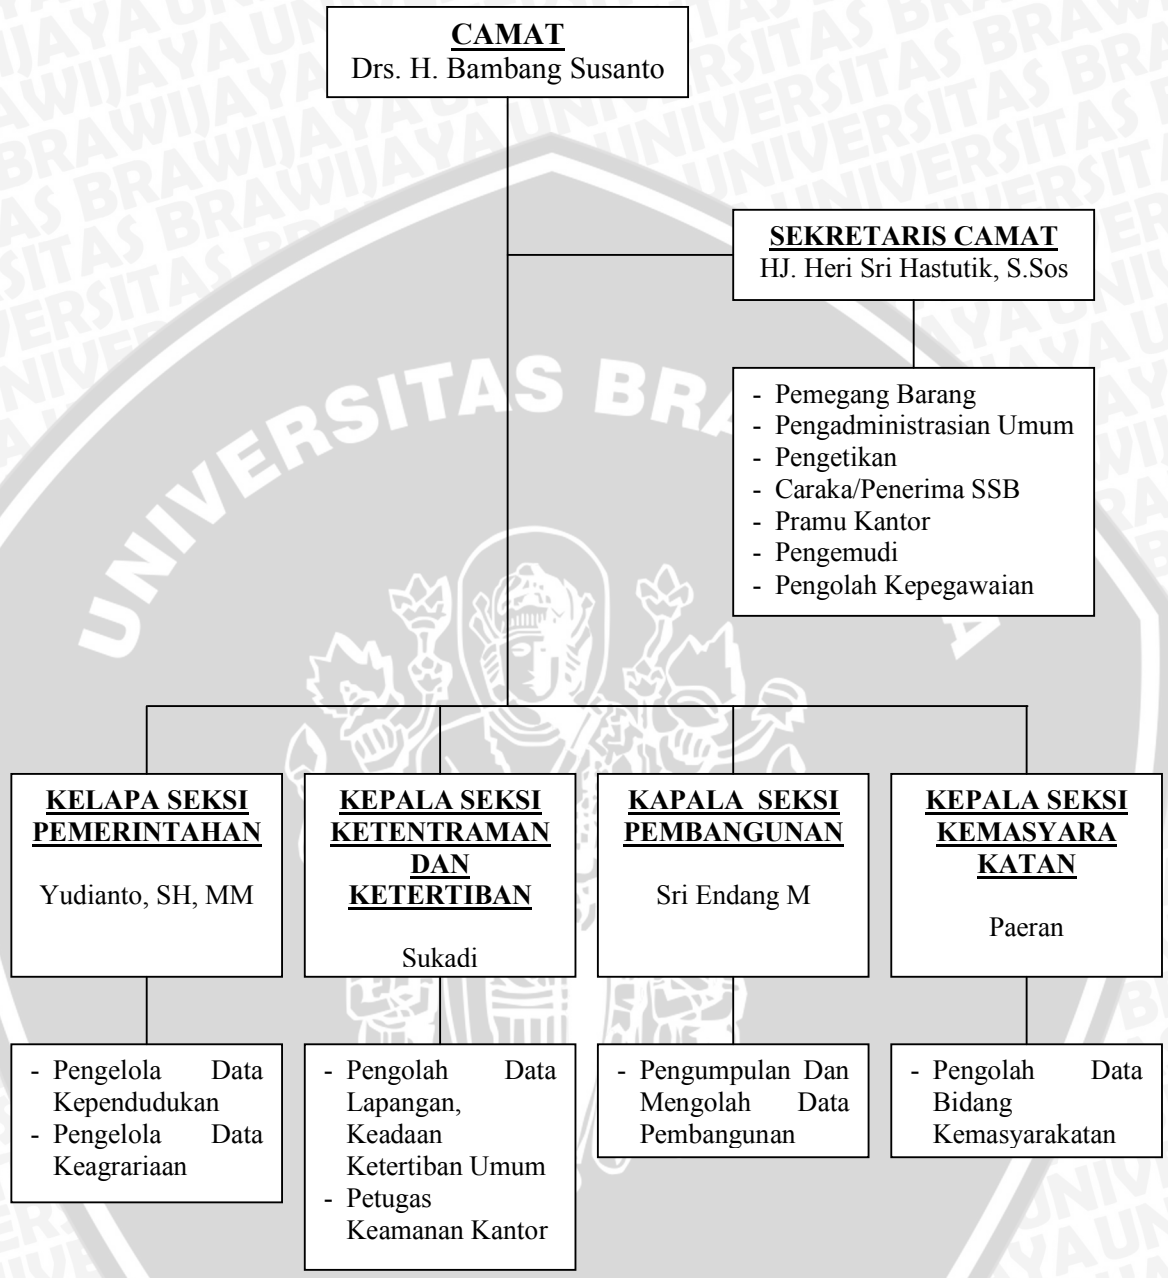 CAMAT
Drs. H. Bambang Susanto
SEKRETARIS CAMAT
HJ. Heri Sri Hastutik, S.Sos
- Pemegang Barang
- Pengadministrasian Umum
- Pengetikan
- Caraka/Penerima SSB
- Pramu Kantor
- Pengemudi
- Pengolah Kepegawaian
KELAPA SEKSI
PEMERINTAHAN
Yudianto, SH, MM
KEPALA SEKSI
KETENTRAMAN
DAN
KETERTIBAN
Sukadi
KAPALA SEKSI
PEMBANGUNAN
Sri Endang M
KEPALA SEKSI
KEMASYARA
KATAN
Paeran
- Pengelola Data
Kependudukan
- Pengelola Data
Keagrariaan
- Pengolah Data
Lapangan,
Keadaan
Ketertiban Umum
- Petugas
Keamanan Kantor
- Pengumpulan Dan
Mengolah Data
Pembangunan
- Pengolah Data
Bidang
Kemasyarakatan
UNIVERSITAS BRA